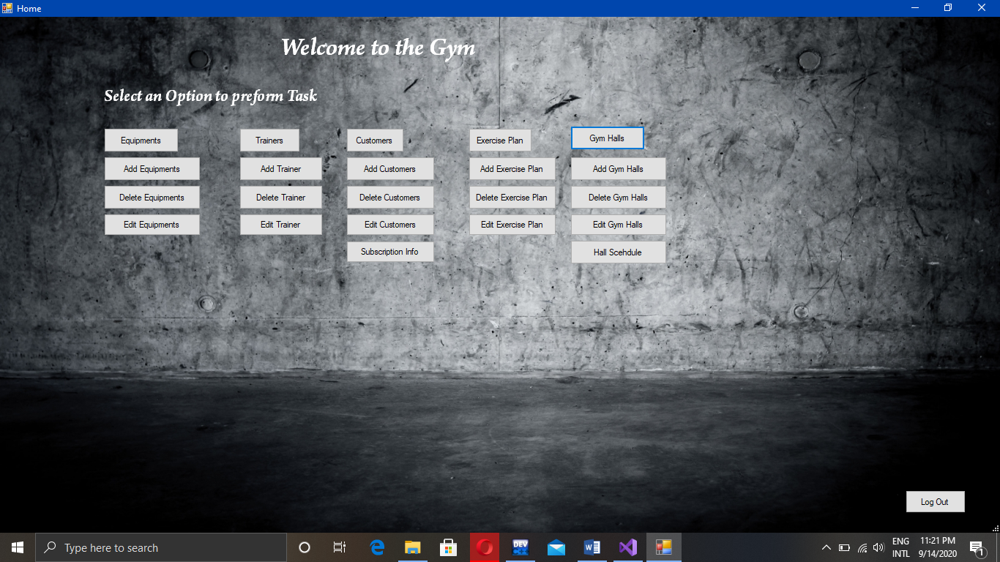 Home
Welcome to the Gym
Select an Option to preform Task
Equipments Trainers Customers Exercise Plan Gym Halls
Add Equipments Add Trainer Add Customers Add Exercise Plan Add Gym Halls
Delete Equipments Delete Trainer Delete Customers Delete Exercise Plan Delete Gym Halls
Edit Equipments Edit Trainer Edit Customers Edit Exercise Plan Edit Gym Halls
Subscription Info Hall Scehdule
Log Out
Type here to search
DEV
ENG 11:21 PM
INTL 9/14/2020
1